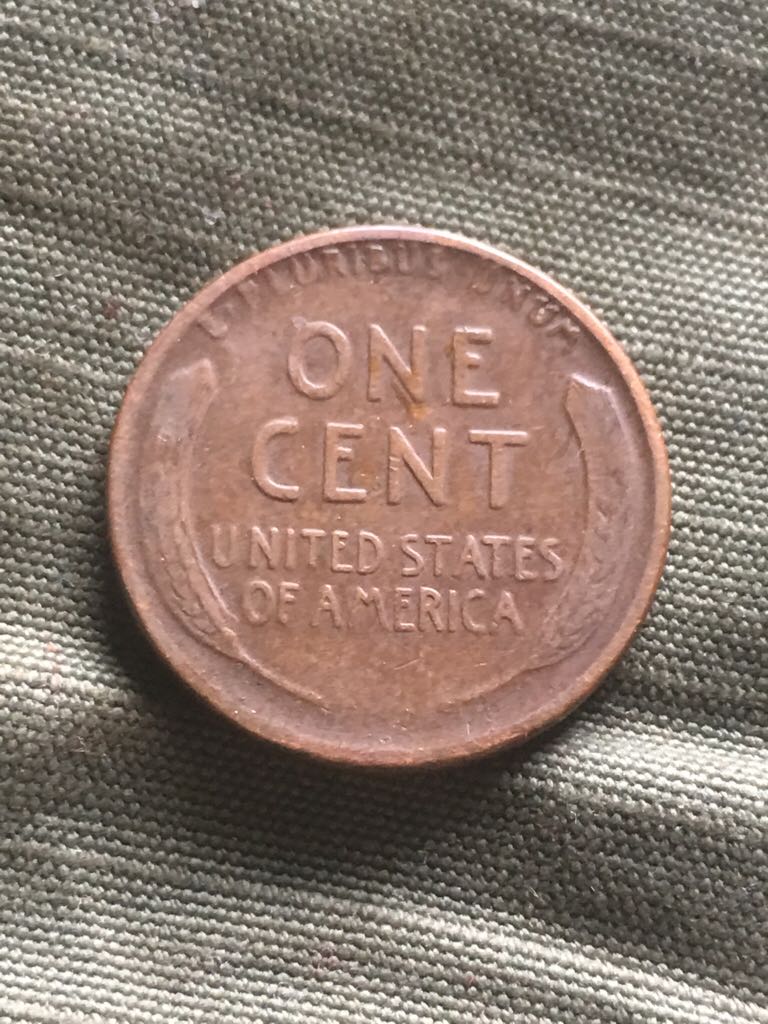 E·PLURIBUS·UNUM
ONE
CENT
UNITED STATES
OF AMERICA